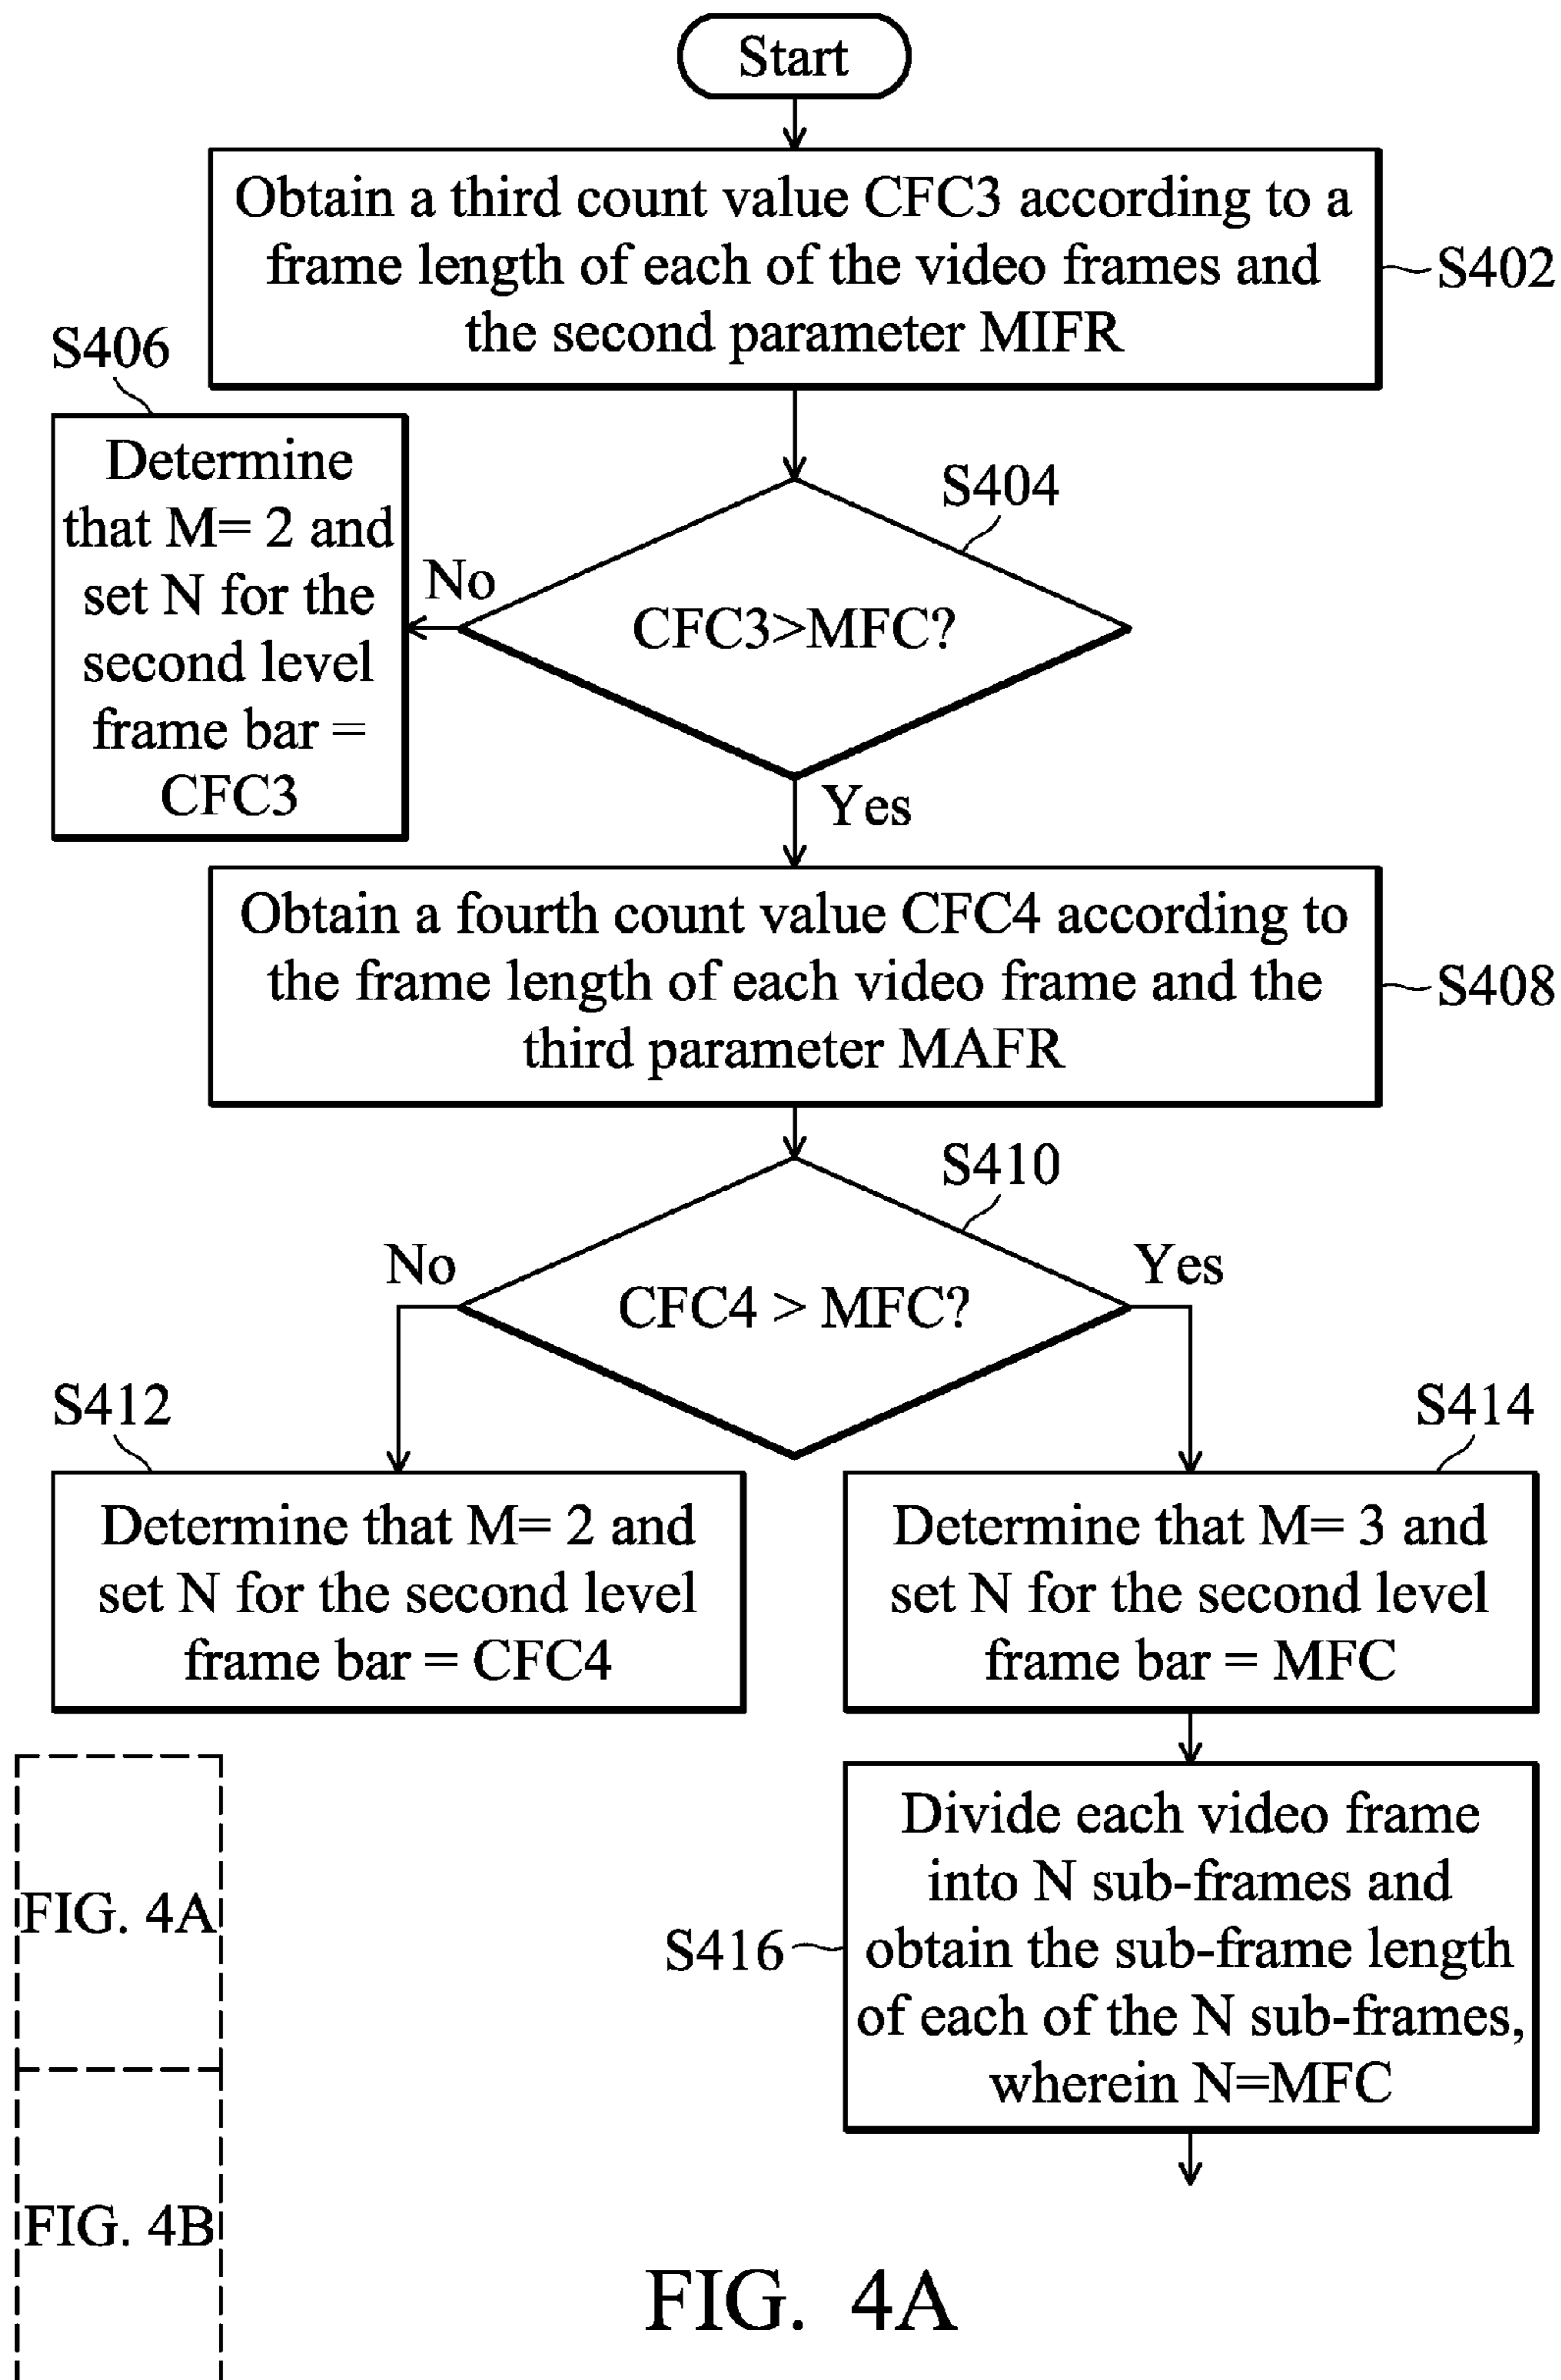 Start
Obtain a third count value CFC3 according to a
frame length of each of the video frames and
the second parameter MIFR
S402
S406
Determine
that M= 2 and
set N for the
second level
frame bar =
CFC3
No
S404
CFC3>MFC?
Yes
Obtain a fourth count value CFC4 according to
the frame length of each video frame and the
third parameter MAFR
S408
S410
No
CFC4 > MFC?
Yes
S412
Determine that M= 2 and
set N for the second level
frame bar = CFC4
S414
Determine that M= 3 and
set N for the second level
frame bar = MFC
S416
Divide each video frame
into N sub-frames and
obtain the sub-frame length
of each of the N sub-frames,
wherein N=MFC
FIG. 4A
FIG. 4B
FIG. 4A